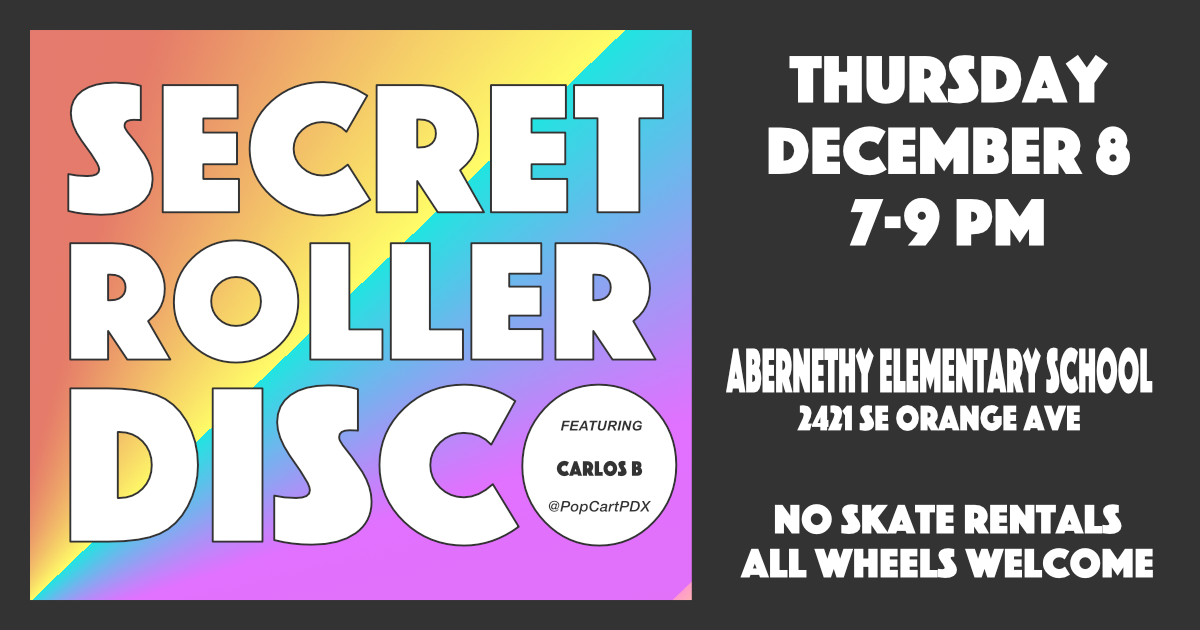 SECRET
ROLLER
DISCO
FEATURING
CARLOS B
@PopCartPDX
THURSDAY
DECEMBER 8
7-9 PM
ABERNETHY ELEMENTARY SCHOOL
2421 SE ORANGE AVE
NO SKATE RENTALS
ALL WHEELS WELCOME